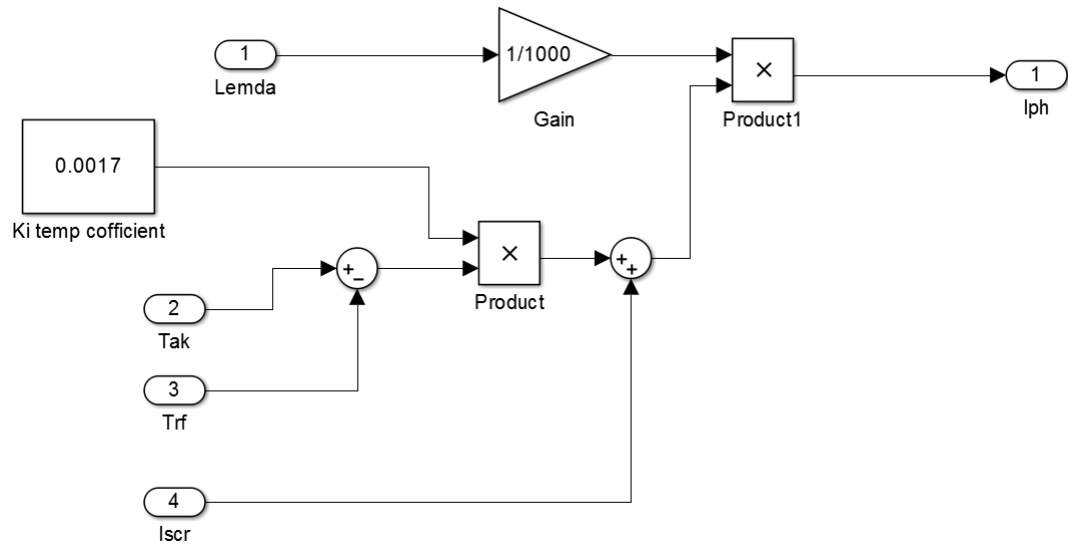 1
Lemda
1/1000
Gain
×
Product1
1
Iph
0.0017
Ki temp cofficient
×
Product
+
−
+
+
2
Tak
3
Trf
4
Iscr